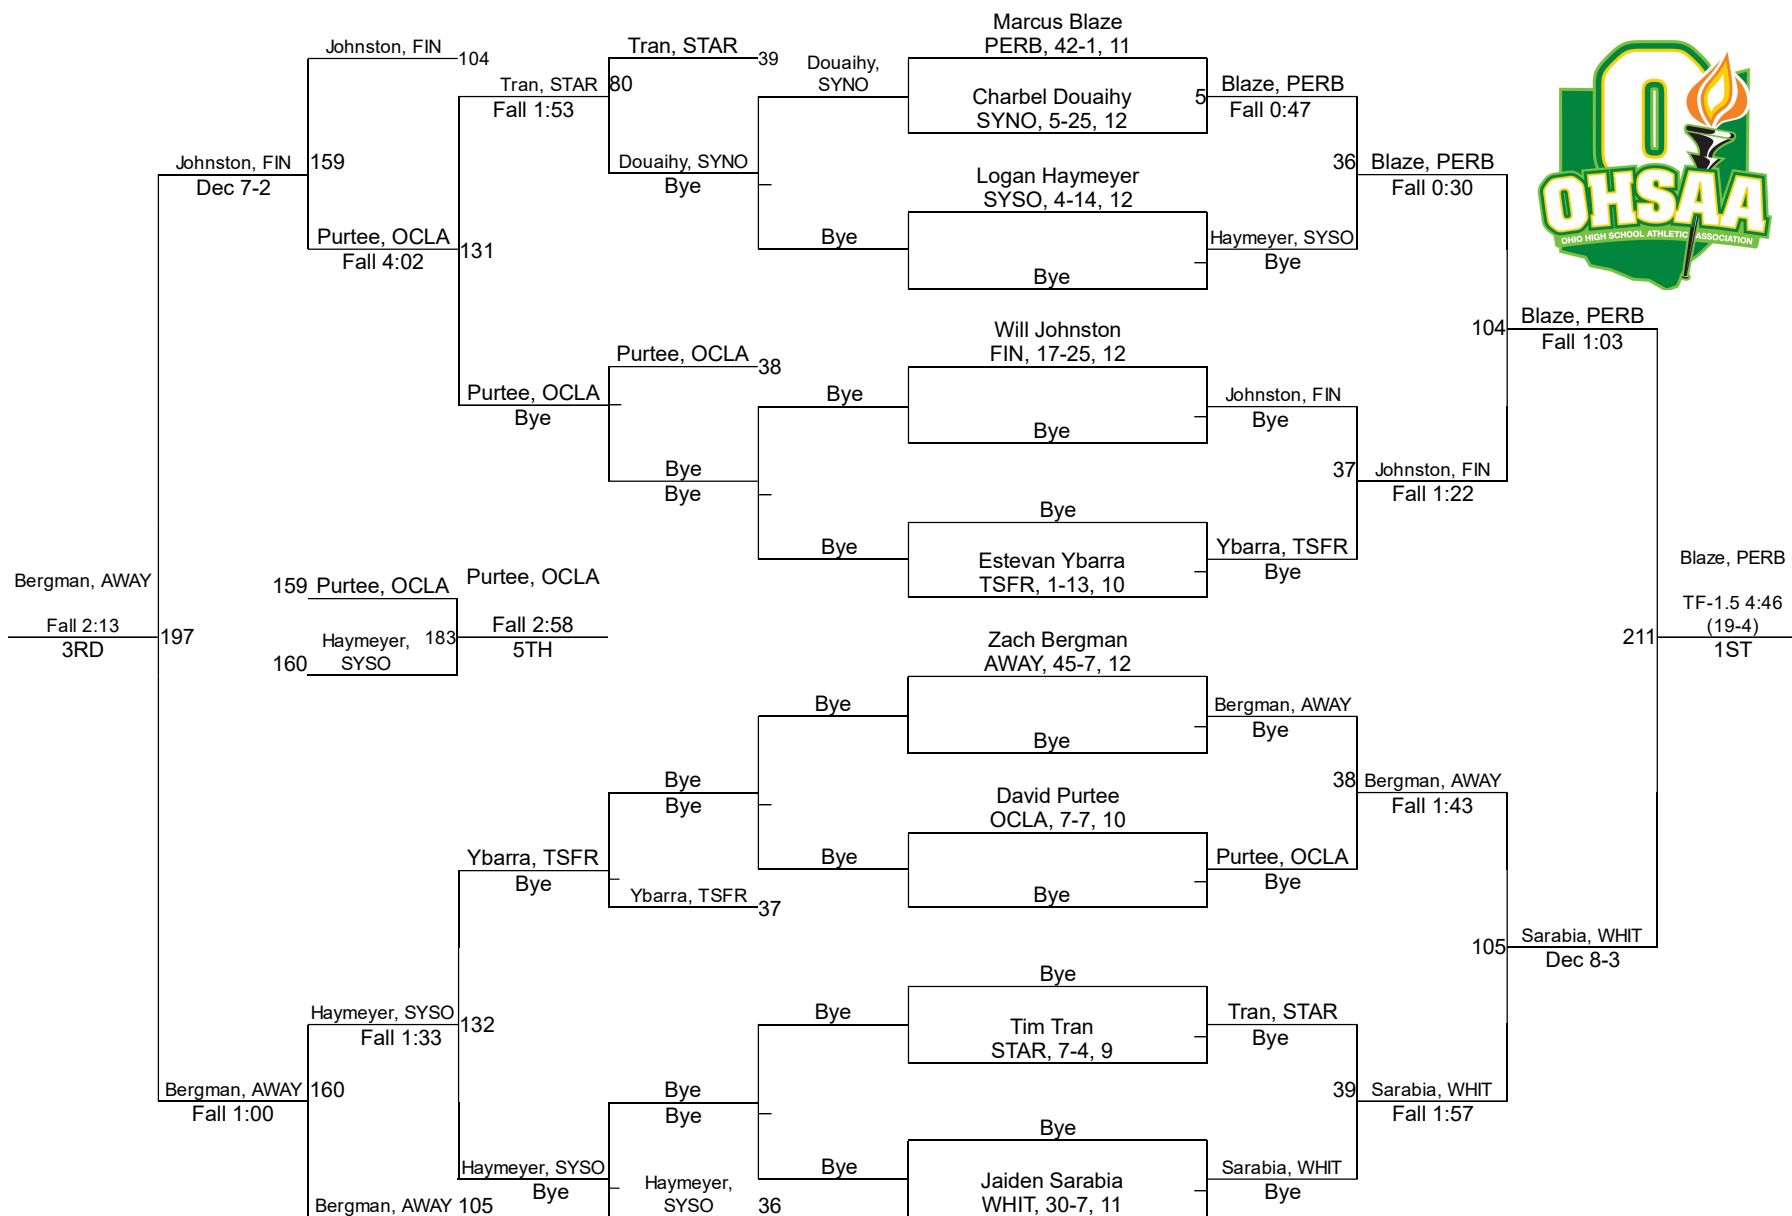 Marcus Blaze
PERB, 42-1, 11
Johnston, FIN
104
Tran, STAR
39
Douaihy,
SYNO
Tran, STAR
80
Fall 1:53
Charbel Douaihy
SYNO, 5-25, 12
5
Blaze, PERB
Fall 0:47
Johnston, FIN
159
Dec 7-2
Douaihy, SYNO
Bye
Logan Haymeyer
SYSO, 4-14, 12
36
Blaze, PERB
Fall 0:30
OHSAA
OHIO HIGH SCHOOL ATHLETIC ASSOCIATION
Purtee, OCLA
Fall 4:02
131
Bye
Haymeyer, SYSO
Bye
Bye
Will Johnston
FIN, 17-25, 12
104
Blaze, PERB
Fall 1:03
Purtee, OCLA
38
Purtee, OCLA
Bye
Bye
Johnston, FIN
Bye
Bye
Bye
Bye
37
Johnston, FIN
Fall 1:22
Bye
Bye
Estevan Ybarra
TSFR, 1-13, 10
Ybarra, TSFR
Bye
Bergman, AWAY
Fall 2:13
3RD
197
159
Purtee, OCLA
Haymeyer,
SYSO
160
183
Purtee, OCLA
Fall 2:58
5TH
Blaze, PERB
TF-1.5 4:46
(19-4)
211
1ST
Zach Bergman
AWAY, 45-7, 12
Bye
Bergman, AWAY
Bye
Bye
Bye
Bye
David Purtee
OCLA, 7-7, 10
38
Bergman, AWAY
Fall 1:43
Ybarra, TSFR
Bye
Bye
Purtee, OCLA
Bye
Bye
Ybarra, TSFR
37
105
Sarabia, WHIT
Dec 8-3
Bye
Haymeyer, SYSO
Fall 1:33
132
Bye
Tim Tran
STAR, 7-4, 9
Tran, STAR
Bye
Bergman, AWAY
160
Fall 1:00
Bye
Bye
39
Sarabia, WHIT
Fall 1:57
Bye
Haymeyer, SYSO
Bye
Bye
Jaiden Sarabia
WHIT, 30-7, 11
Sarabia, WHIT
Bye
Bergman, AWAY
105
Haymeyer,
SYSO
36